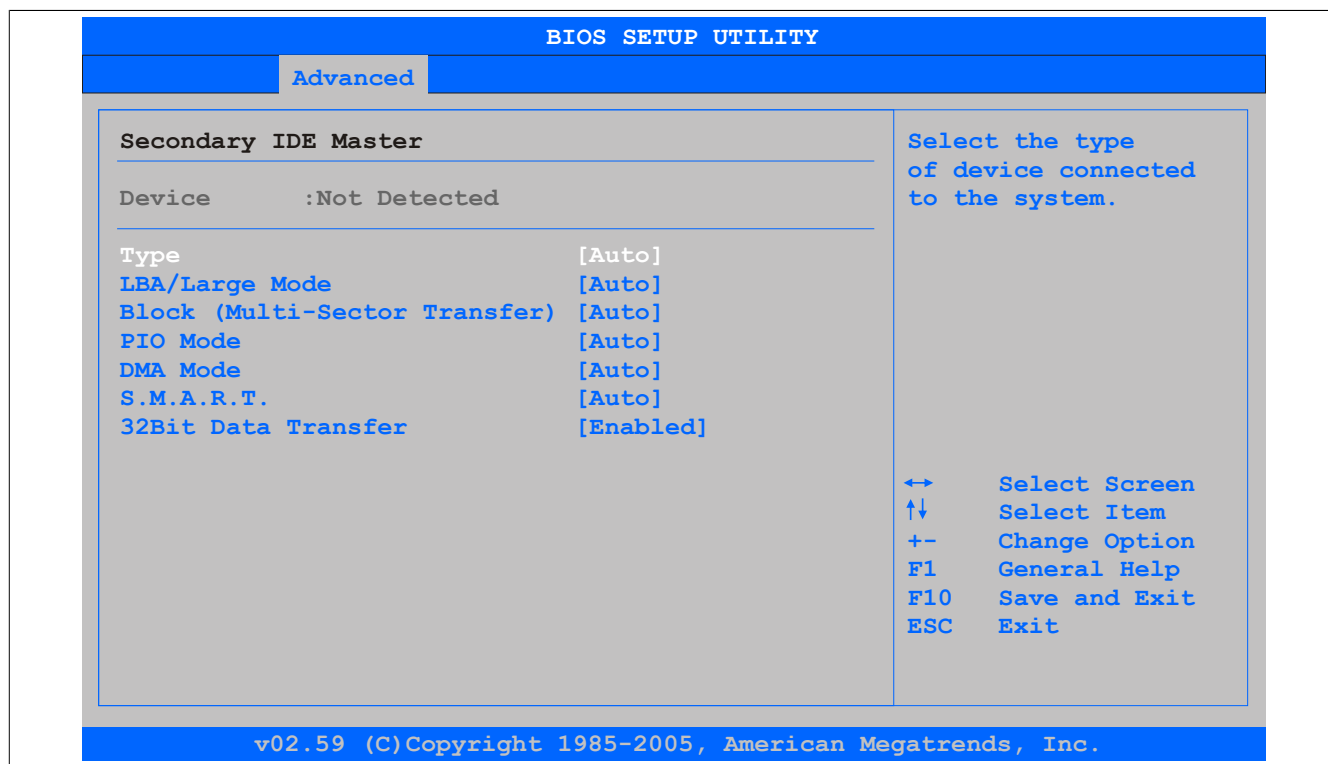 BIOS SETUP UTILITY
Advanced
Secondary IDE Master
Device :Not Detected
Type [Auto]
LBA/Large Mode [Auto]
Block (Multi-Sector Transfer) [Auto]
PIO Mode [Auto]
DMA Mode [Auto]
S.M.A.R.T. [Auto]
32Bit Data Transfer [Enabled]
Select the type
of device connected
to the system.
↔ Select Screen
↑↓ Select Item
+- Change Option
F1 General Help
F10 Save and Exit
ESC Exit
v02.59 (C)Copyright 1985-2005, American Megatrends, Inc.